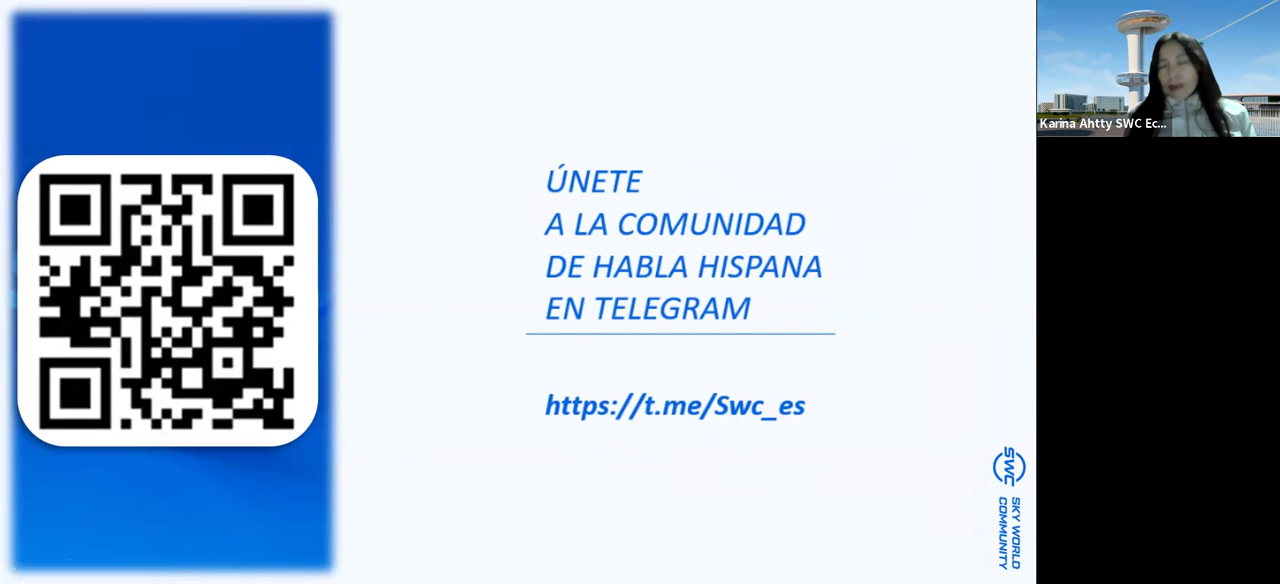 ÚNETE
A LA COMUNIDAD
DE HABLA HISPANA
EN TELEGRAM
https://t.me/Swc_es
SWC
SKY WORLD
COMMUNITY
Karina Ahtty SWC Ec...